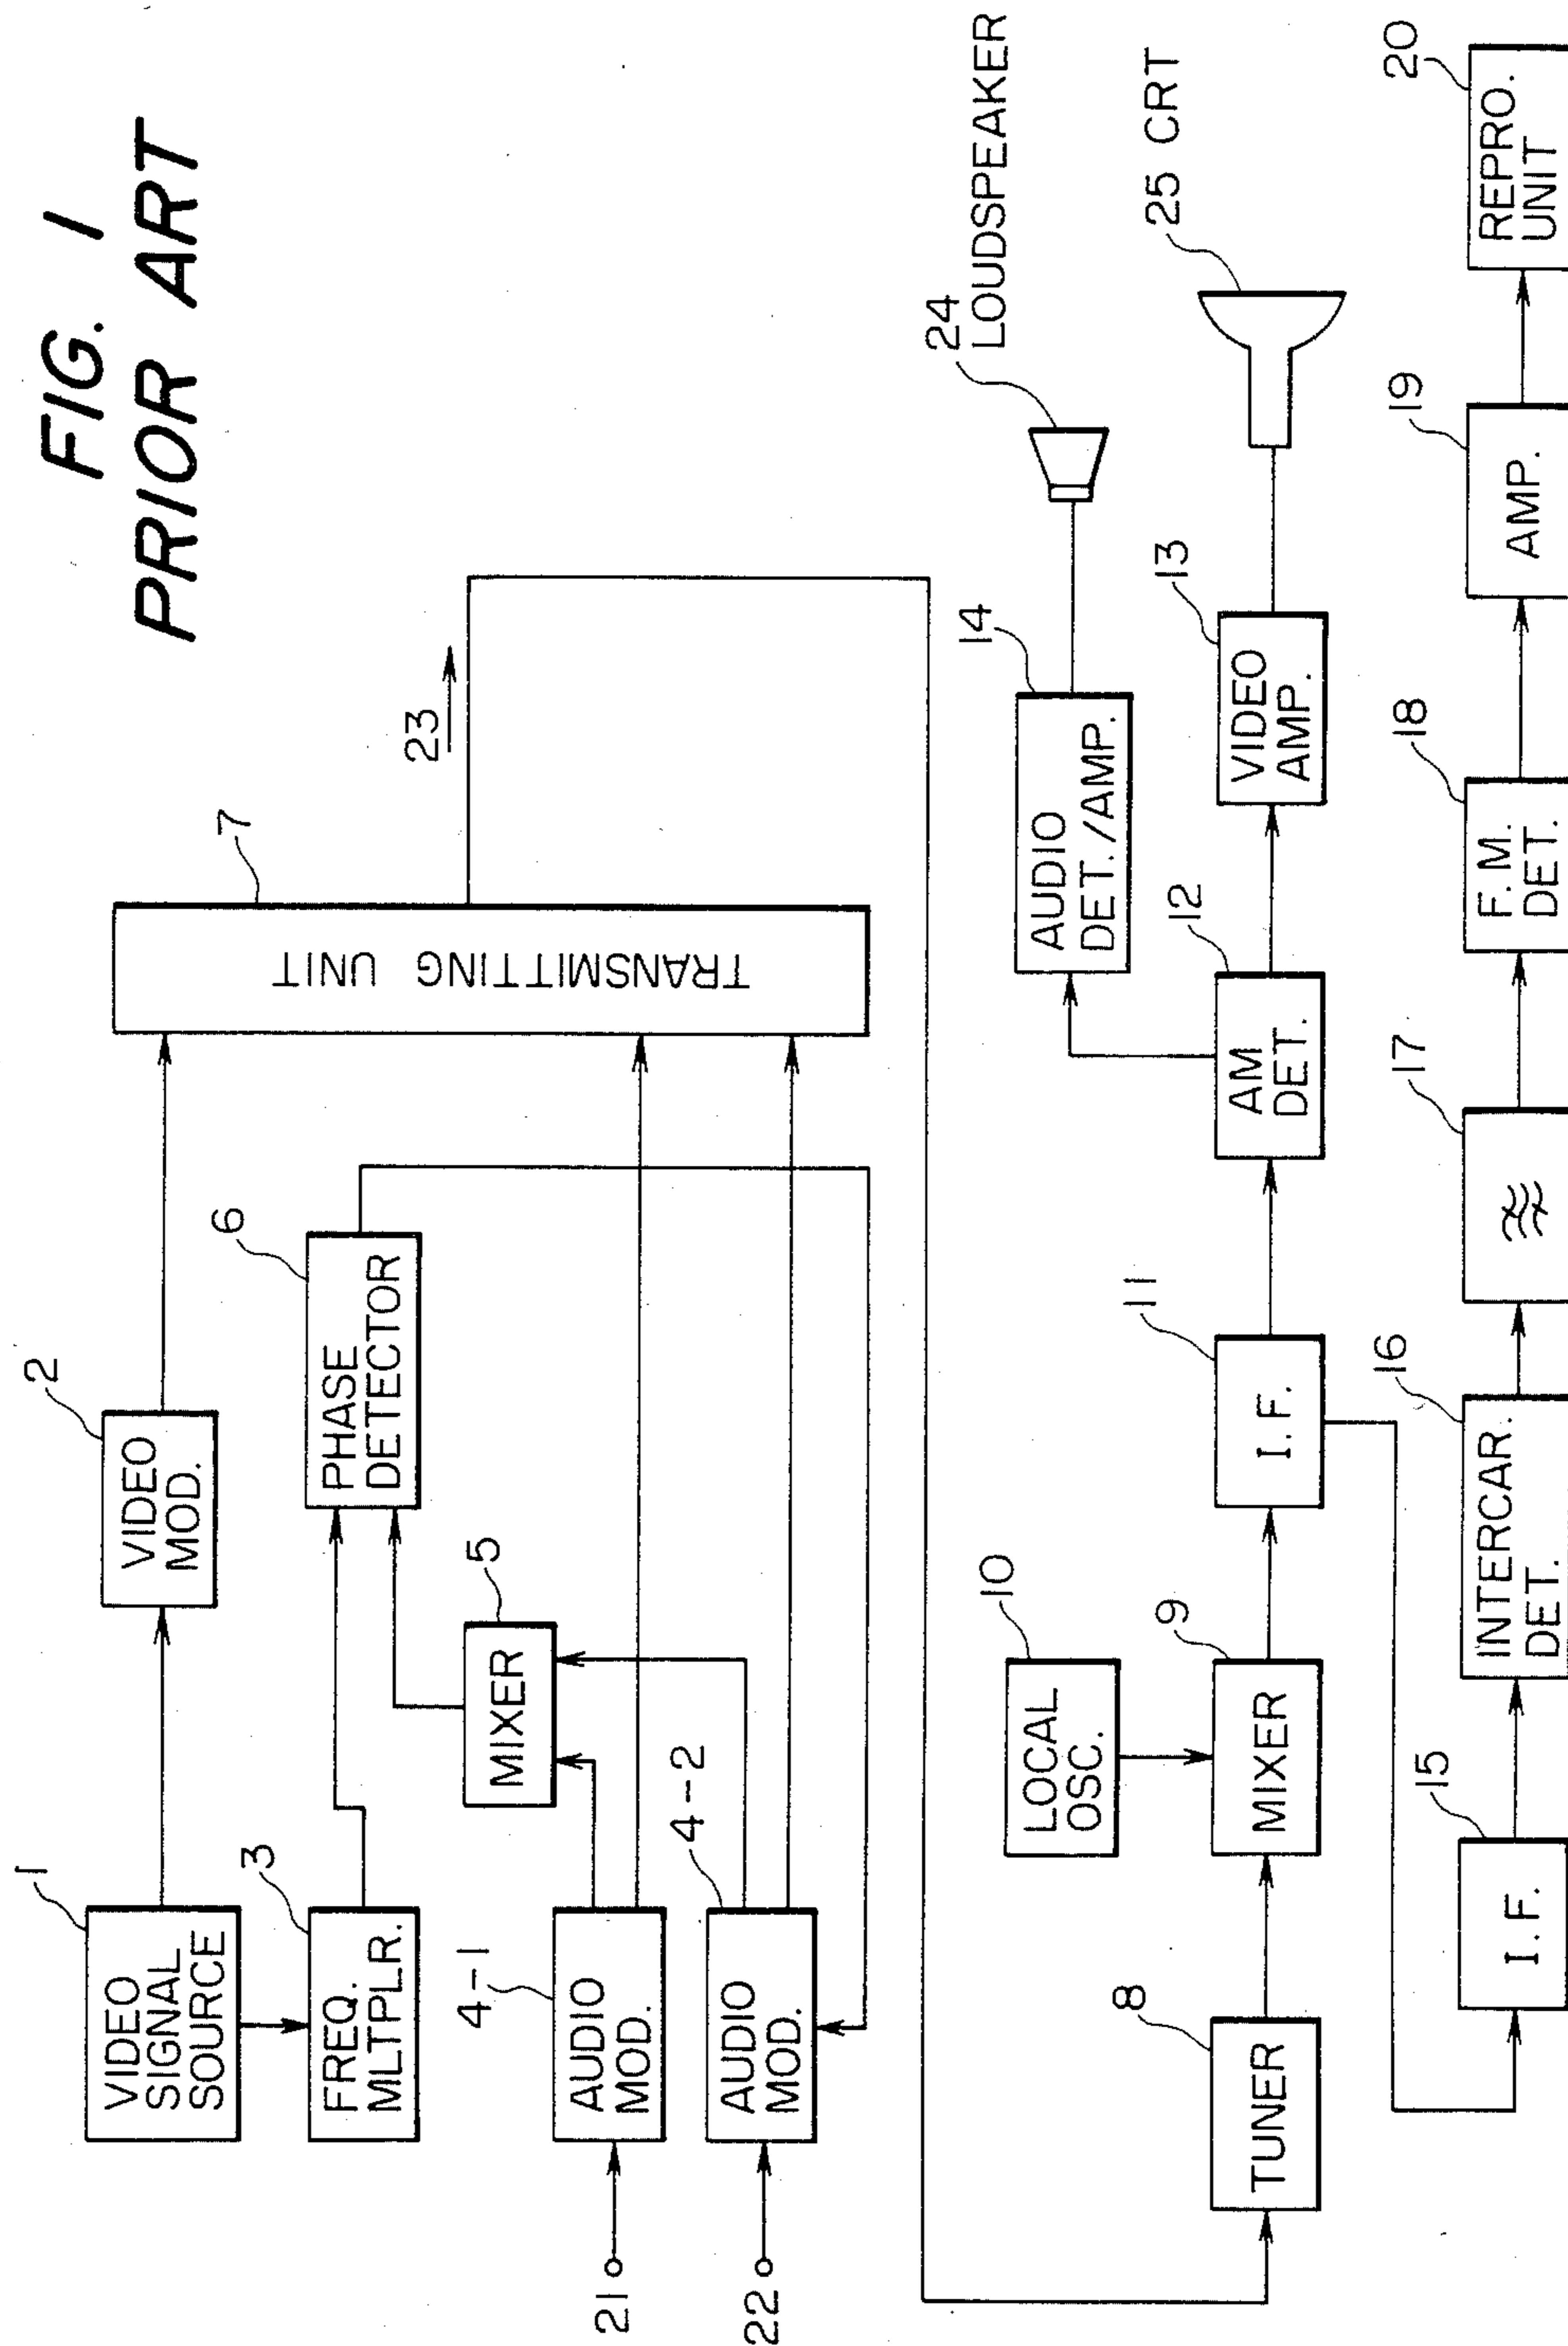 FIG. 1
PRIOR ART
1
VIDEO
SIGNAL
SOURCE
2
VIDEO
MOD.
3
FREQ.
MLTPLR.
6
PHASE
DETECTOR
7
TRANSMITTING UNIT
23
5
MIXER
4-1
AUDIO
MOD.
21
4-2
AUDIO
MOD.
22
24
LOUDSPEAKER
14
AUDIO
DET./AMP.
10
LOCAL
OSC.
25 CRT
8
TUNER
9
MIXER
11
I.F.
12
AM
DET.
13
VIDEO
AMP.
15
I.F.
16
INTERCAR.
DET.
17
18
F.M.
DET.
19
AMP.
20
REPRO.
UNIT